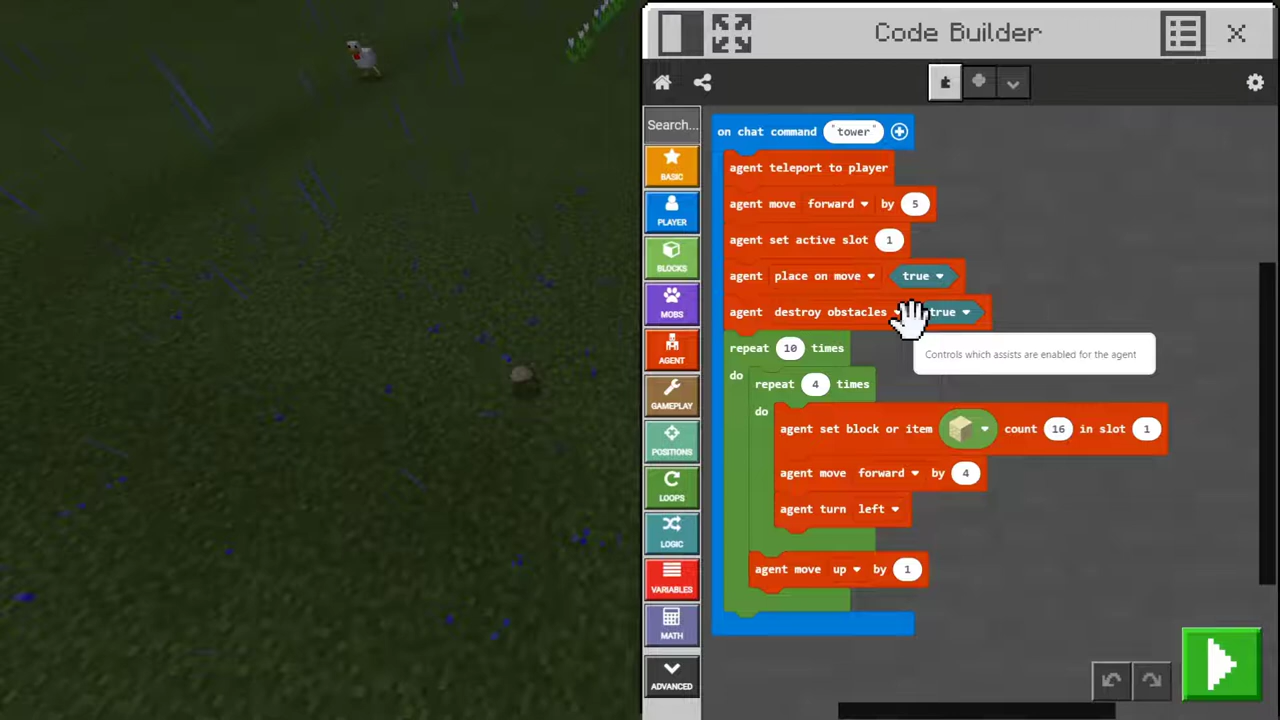 Code Builder
Search...
BASIC
PLAYER
BLOCKS
MOBS
AGENT
GAMEPLAY
POSITIONS
LOOPS
LOGIC
VARIABLES
MATH
ADVANCED
on chat command "tower"
agent teleport to player
agent move forward by 5
agent set active slot 1
agent place on move true
agent destroy obstacles true
Controls which assists are enabled for the agent
repeat 10 times
do repeat 4 times
do agent set block or item count 16 in slot 1
agent move forward by 4
agent turn left
agent move up by 1